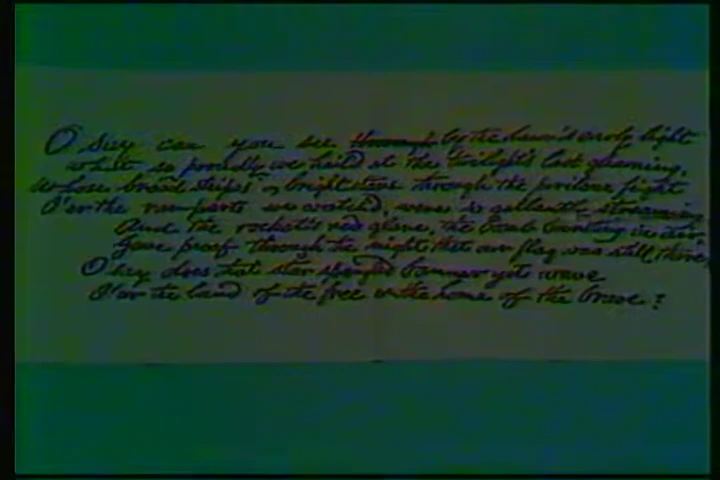 O say can you see through by the dawn's early light
what so proudly we hail'd at the twilight's last gleaming,
whose broad stripes & bright stars through the perilous fight
O'er the ramparts we watch'd, were so gallantly streaming
And the rocket's red glare, the bomb bursting in air
Gave proof through the night that our flag was still there,
O say does that star spangled banner yet wave
O'er the land of the free & the home of the brave?